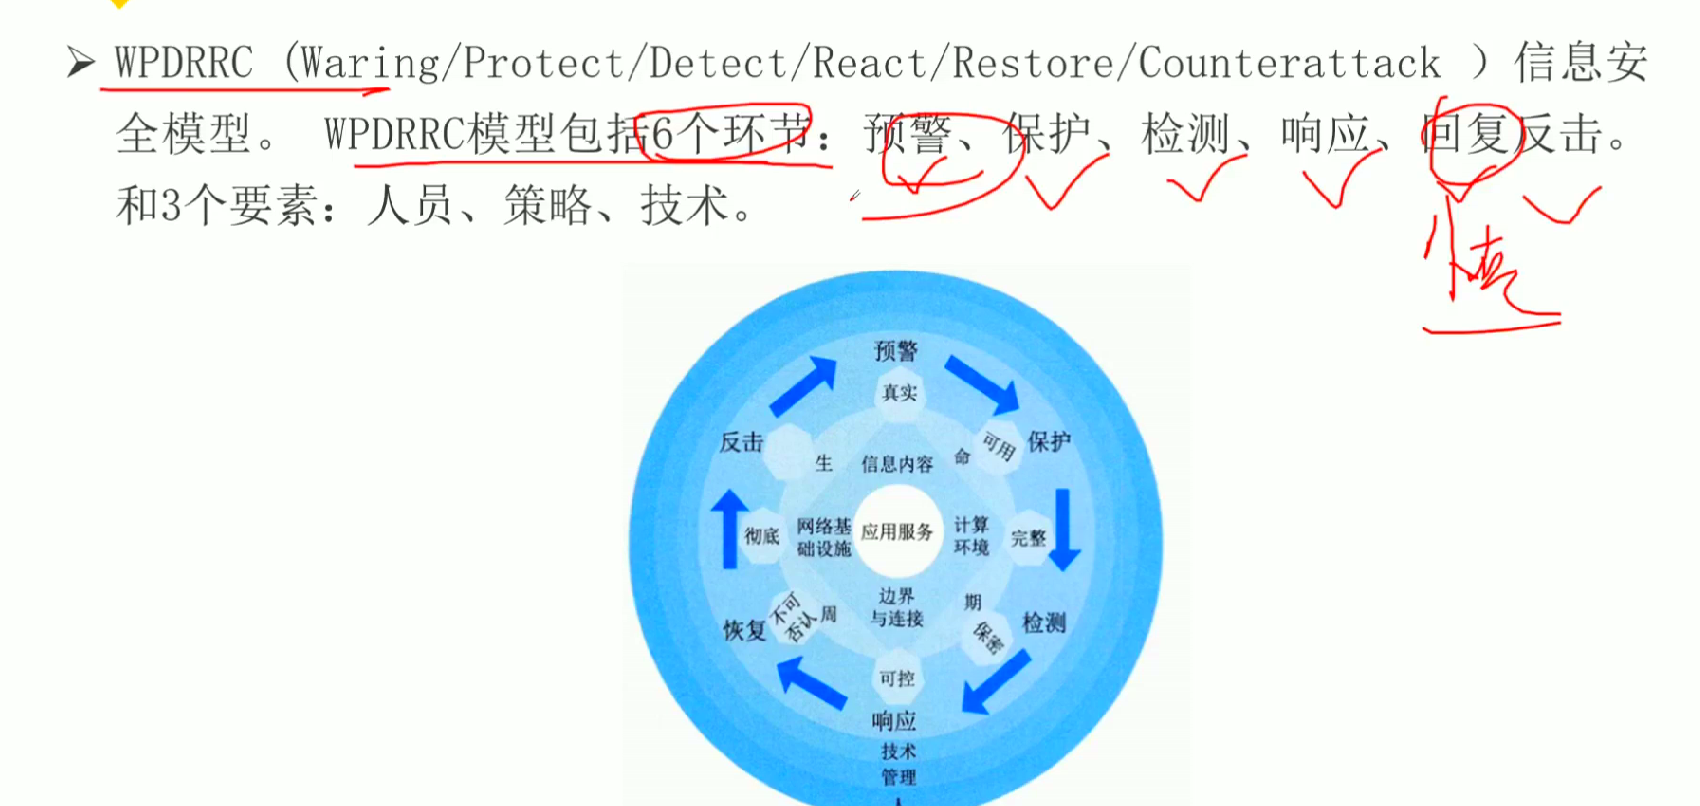 ➢ WPDRRC (Waring/Protect/Detect/React/Restore/Counterattack ) 信息安
全模型。 WPDRRC模型包括6个环节：预警、保护、检测、响应、回复 反击。
和3个要素：人员、策略、技术。
预警
真实
反击
可用
保护
生
信息内容
命
彻底
网络基
础设施
应用服务
计算
环境
完整
恢复
不可
否认
周
边界
与连接
期
保密
检测
可控
响应
技术
管理